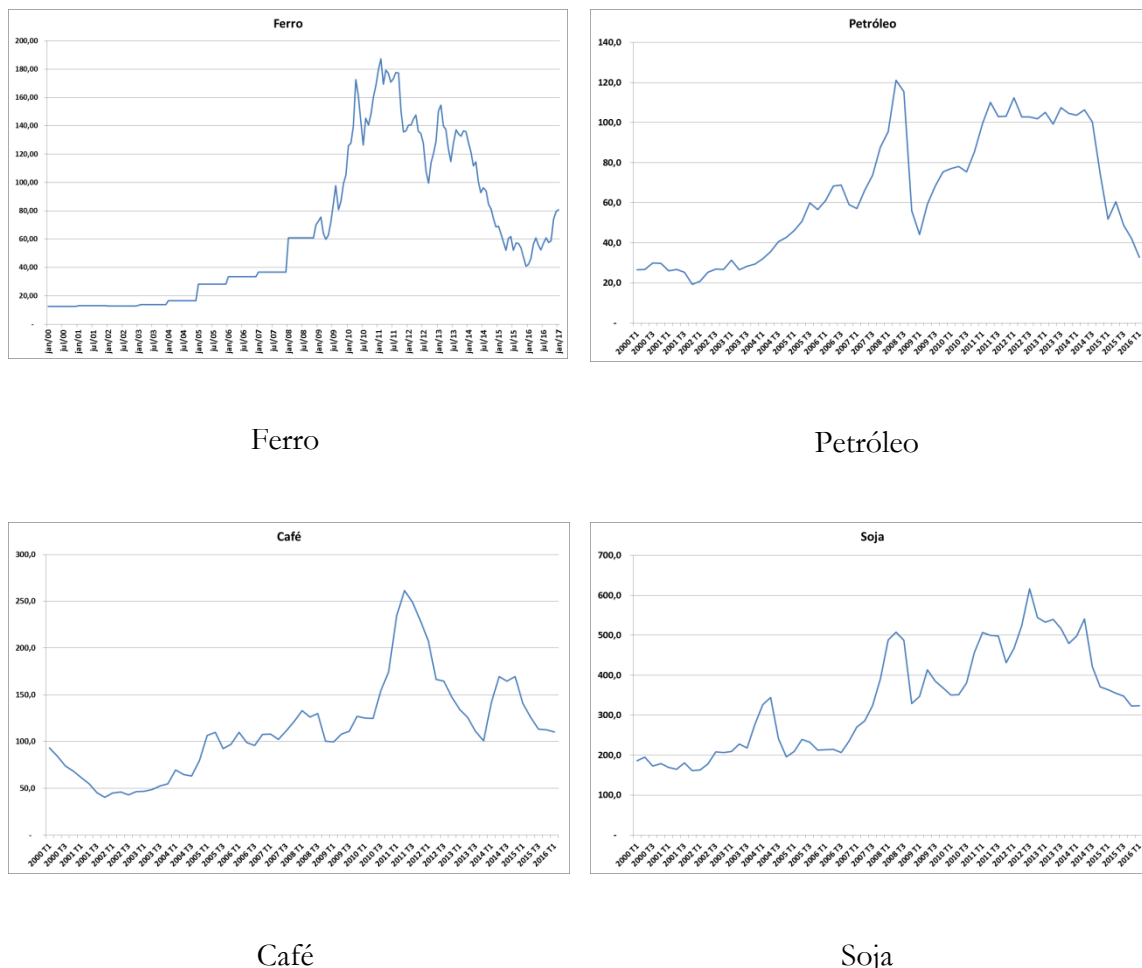 Ferro
200,00
180,00
160,00
140,00
120,00
100,00
80,00
60,00
40,00
20,00
-
jan/00 jul/00 jan/01 jul/01 jan/02 jul/02 jan/03 jul/03 jan/04 jul/04 jan/05 jul/05 jan/06 jul/06 jan/07 jul/07 jan/08 jul/08 jan/09 jul/09 jan/10 jul/10 jan/11 jul/11 jan/12 jul/12 jan/13 jul/13 jan/14 jul/14 jan/15 jul/15 jan/16 jul/16 jan/17
Petróleo
140,0
120,0
100,0
80,0
60,0
40,0
20,0
-
2000 T1 2000 T3 2001 T1 2001 T3 2002 T1 2002 T3 2003 T1 2003 T3 2004 T1 2004 T3 2005 T1 2005 T3 2006 T1 2006 T3 2007 T1 2007 T3 2008 T1 2008 T3 2009 T1 2009 T3 2010 T1 2010 T3 2011 T1 2011 T3 2012 T1 2012 T3 2013 T1 2013 T3 2014 T1 2014 T3 2015 T1 2015 T3 2016 T1
Ferro
Petróleo
Café
300,0
250,0
200,0
150,0
100,0
50,0
-
2000 T1 2000 T3 2001 T1 2001 T3 2002 T1 2002 T3 2003 T1 2003 T3 2004 T1 2004 T3 2005 T1 2005 T3 2006 T1 2006 T3 2007 T1 2007 T3 2008 T1 2008 T3 2009 T1 2009 T3 2010 T1 2010 T3 2011 T1 2011 T3 2012 T1 2012 T3 2013 T1 2013 T3 2014 T1 2014 T3 2015 T1 2015 T3 2016 T1
Soja
700,0
600,0
500,0
400,0
300,0
200,0
100,0
-
2000 T1 2000 T3 2001 T1 2001 T3 2002 T1 2002 T3 2003 T1 2003 T3 2004 T1 2004 T3 2005 T1 2005 T3 2006 T1 2006 T3 2007 T1 2007 T3 2008 T1 2008 T3 2009 T1 2009 T3 2010 T1 2010 T3 2011 T1 2011 T3 2012 T1 2012 T3 2013 T1 2013 T3 2014 T1 2014 T3 2015 T1 2015 T3 2016 T1
Café
Soja